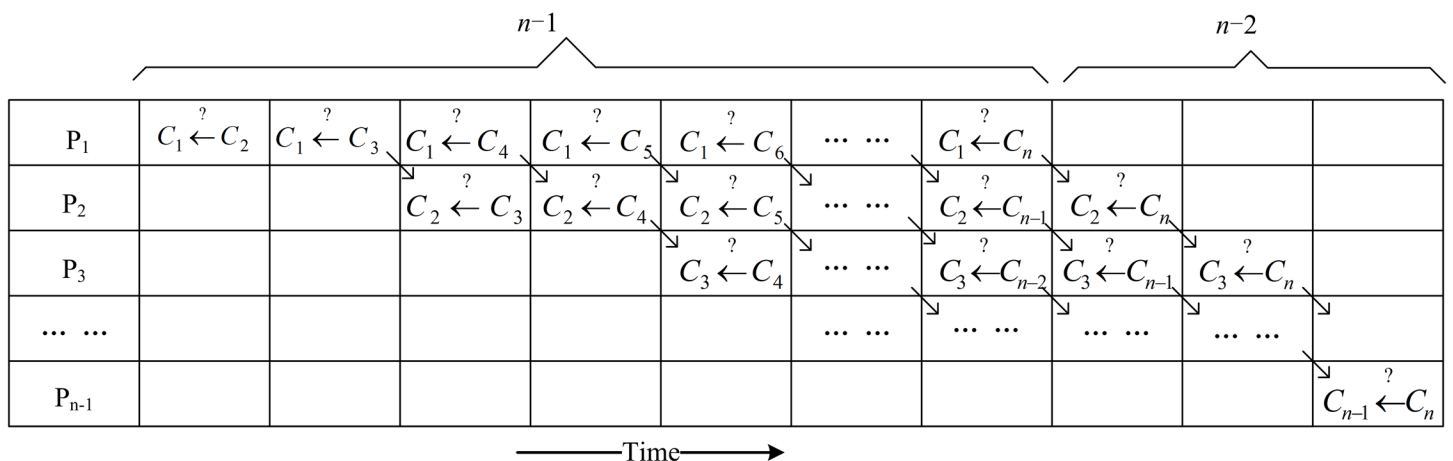 n−1 n−2
P₁ C₁ ←? C₂ C₁ ←? C₃ C₁ ←? C₄ C₁ ←? C₅ C₁ ←? C₆ ... ... C₁ ←? Cₙ
P₂ C₂ ←? C₃ C₂ ←? C₄ C₂ ←? C₅ ... ... C₂ ←? Cₙ₋₁ C₂ ←? Cₙ
P₃ C₃ ←? C₄ ... ... C₃ ←? Cₙ₋₂ C₃ ←? Cₙ₋₁ C₃ ←? Cₙ
... ... ... ... ... ... ... ... ... ...
Pₙ₋₁ Cₙ₋₁ ←? Cₙ
Time